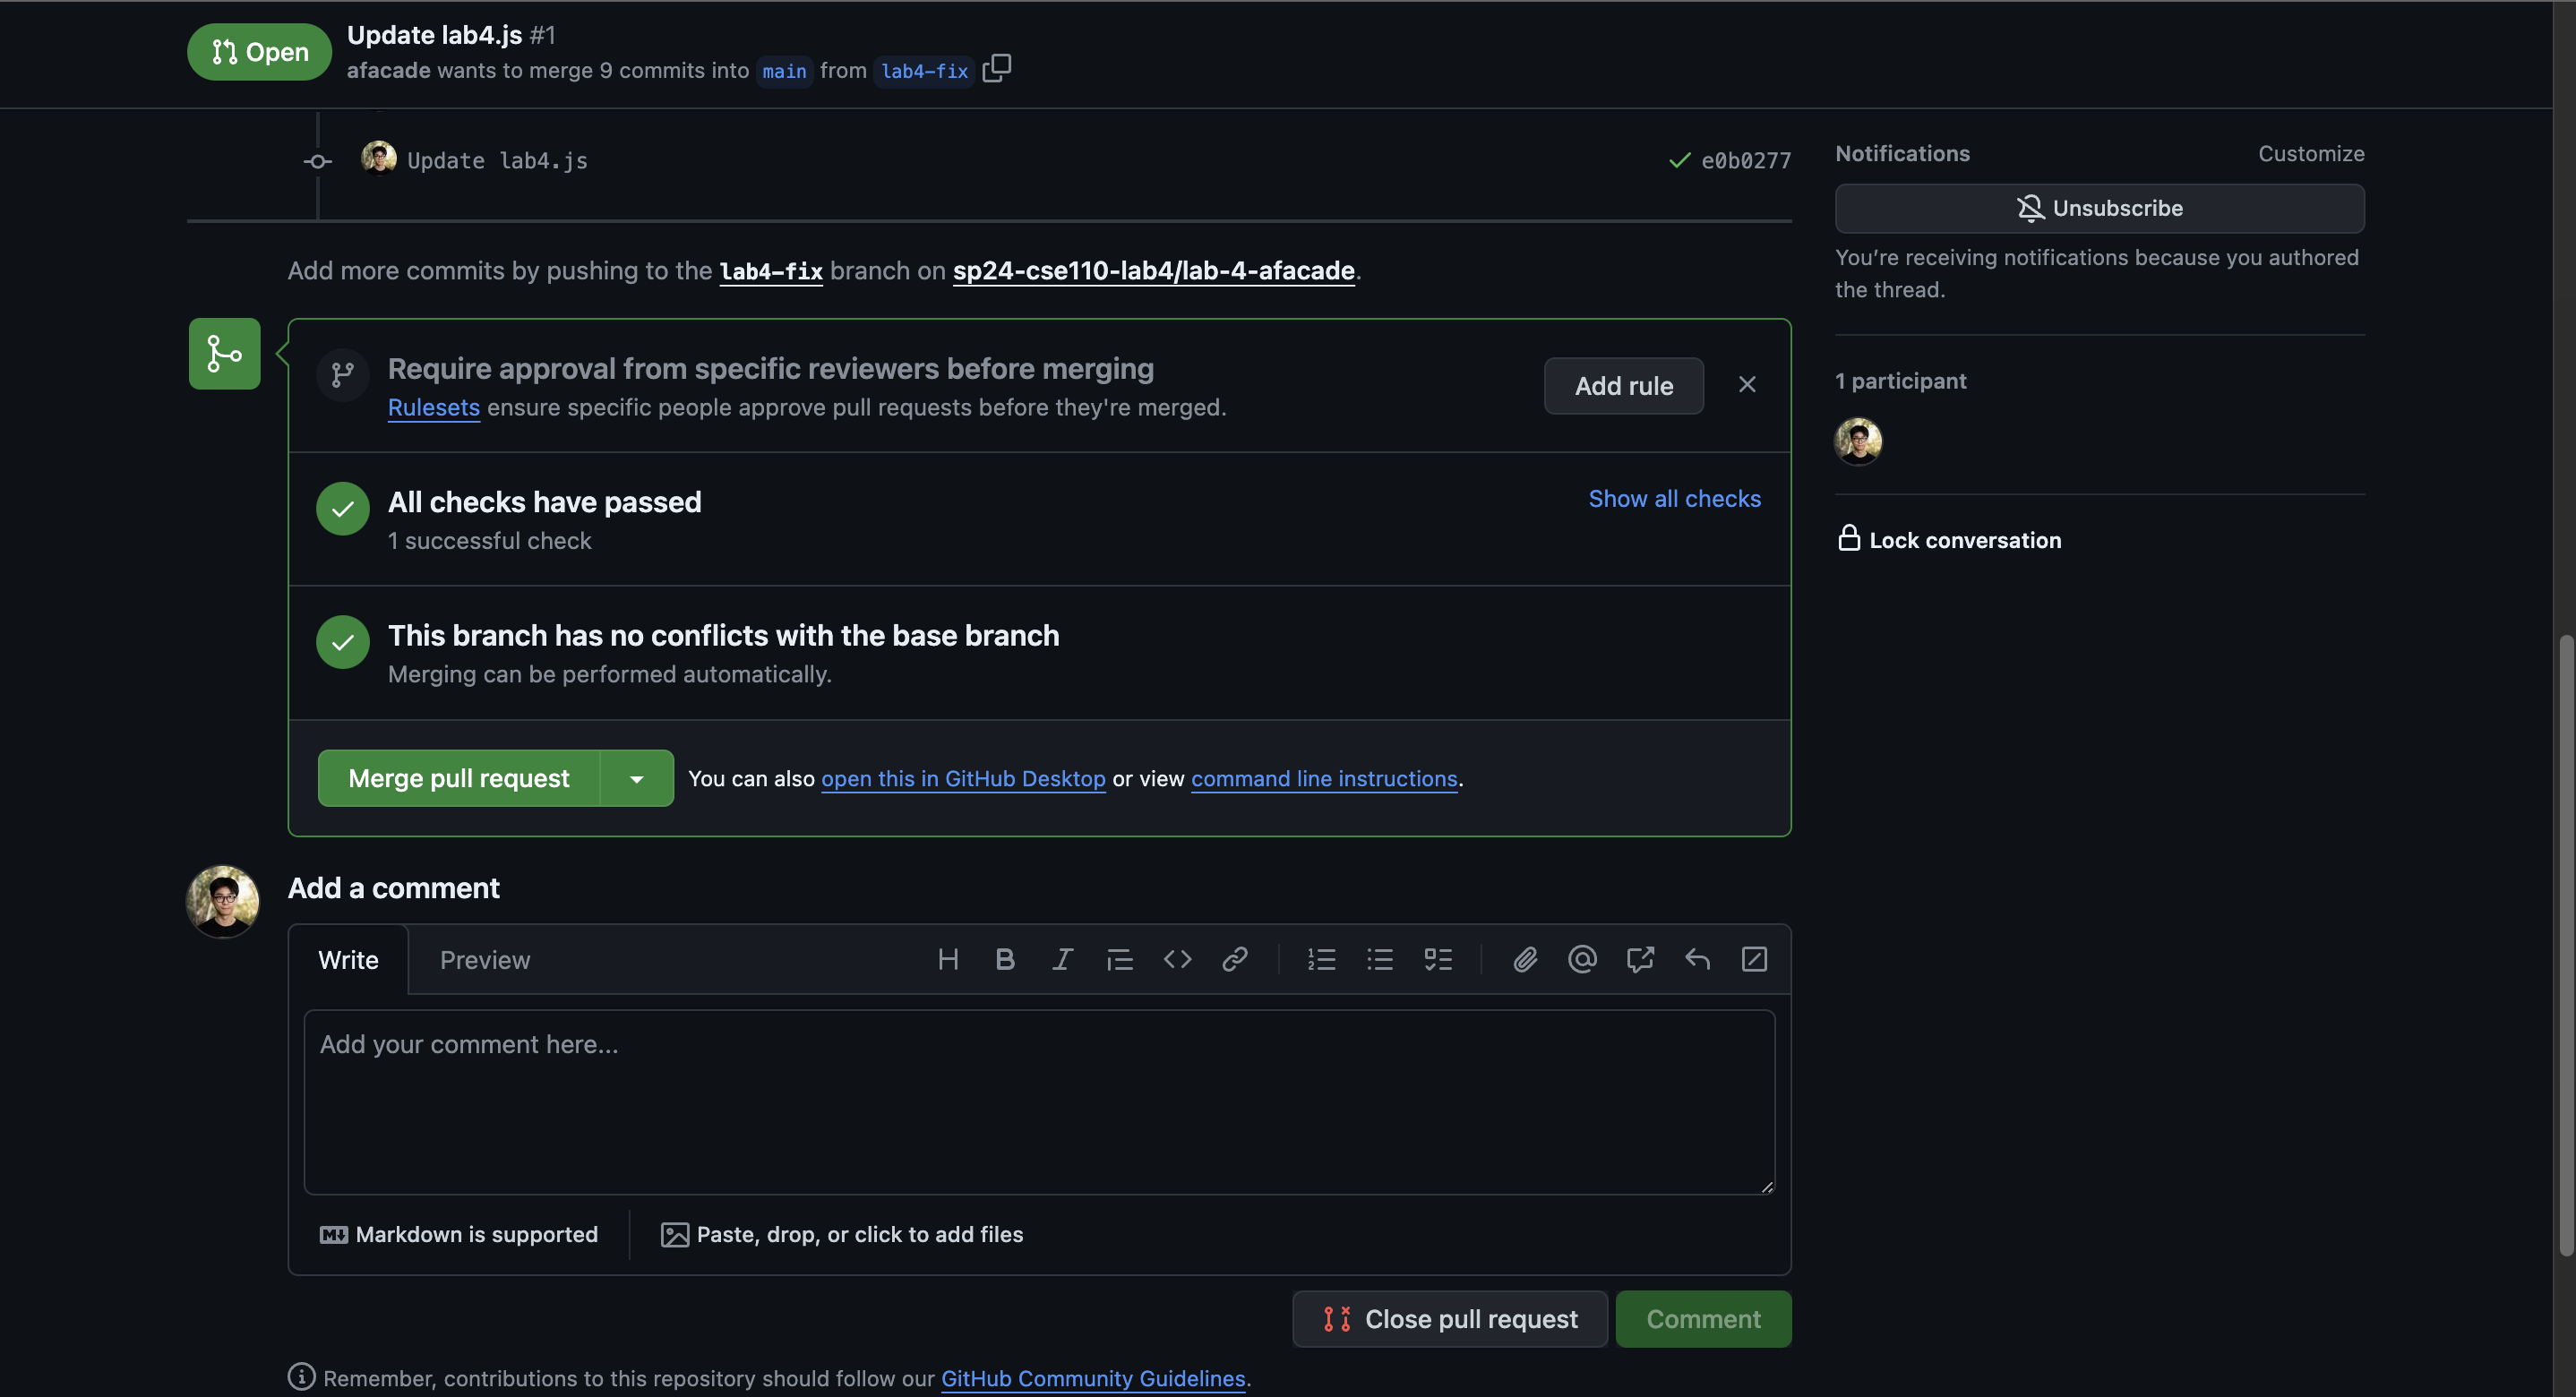 Open
Update lab4.js #1
afacade wants to merge 9 commits into main from lab4-fix
Update lab4.js
e0b0277
Add more commits by pushing to the lab4-fix branch on sp24-cse110-lab4/lab-4-afacade.
Require approval from specific reviewers before merging
Rulesets ensure specific people approve pull requests before they're merged.
Add rule
All checks have passed
1 successful check
Show all checks
This branch has no conflicts with the base branch
Merging can be performed automatically.
Merge pull request
You can also open this in GitHub Desktop or view command line instructions.
Add a comment
Write
Preview
Add your comment here...
Markdown is supported
Paste, drop, or click to add files
Close pull request
Comment
Remember, contributions to this repository should follow our GitHub Community Guidelines.
Notifications
Customize
Unsubscribe
You’re receiving notifications because you authored
the thread.
1 participant
Lock conversation